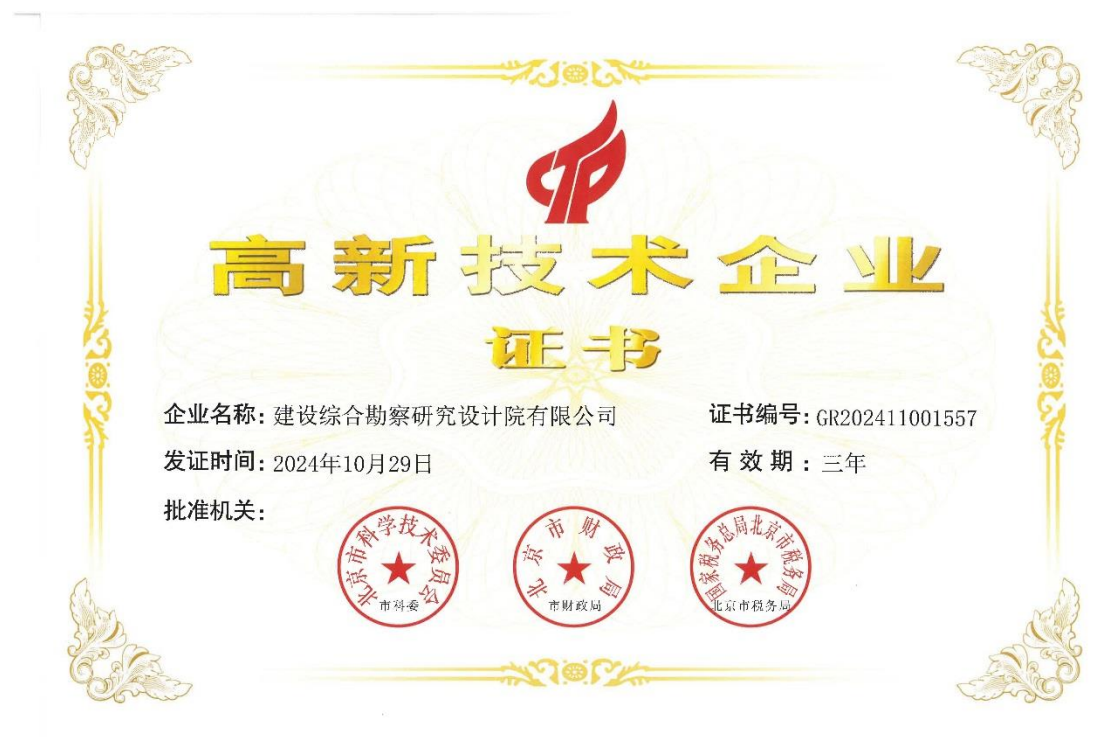 高新技术企业
证书
企业名称：建设综合勘察研究设计院有限公司
证书编号：GR202411001557
发证时间：2024年10月29日
有效期：三年
批准机关：
北京市科学技术委员会
市科委
北京市财政局
市财政局
国家税务总局北京市税务局
北京市税务局